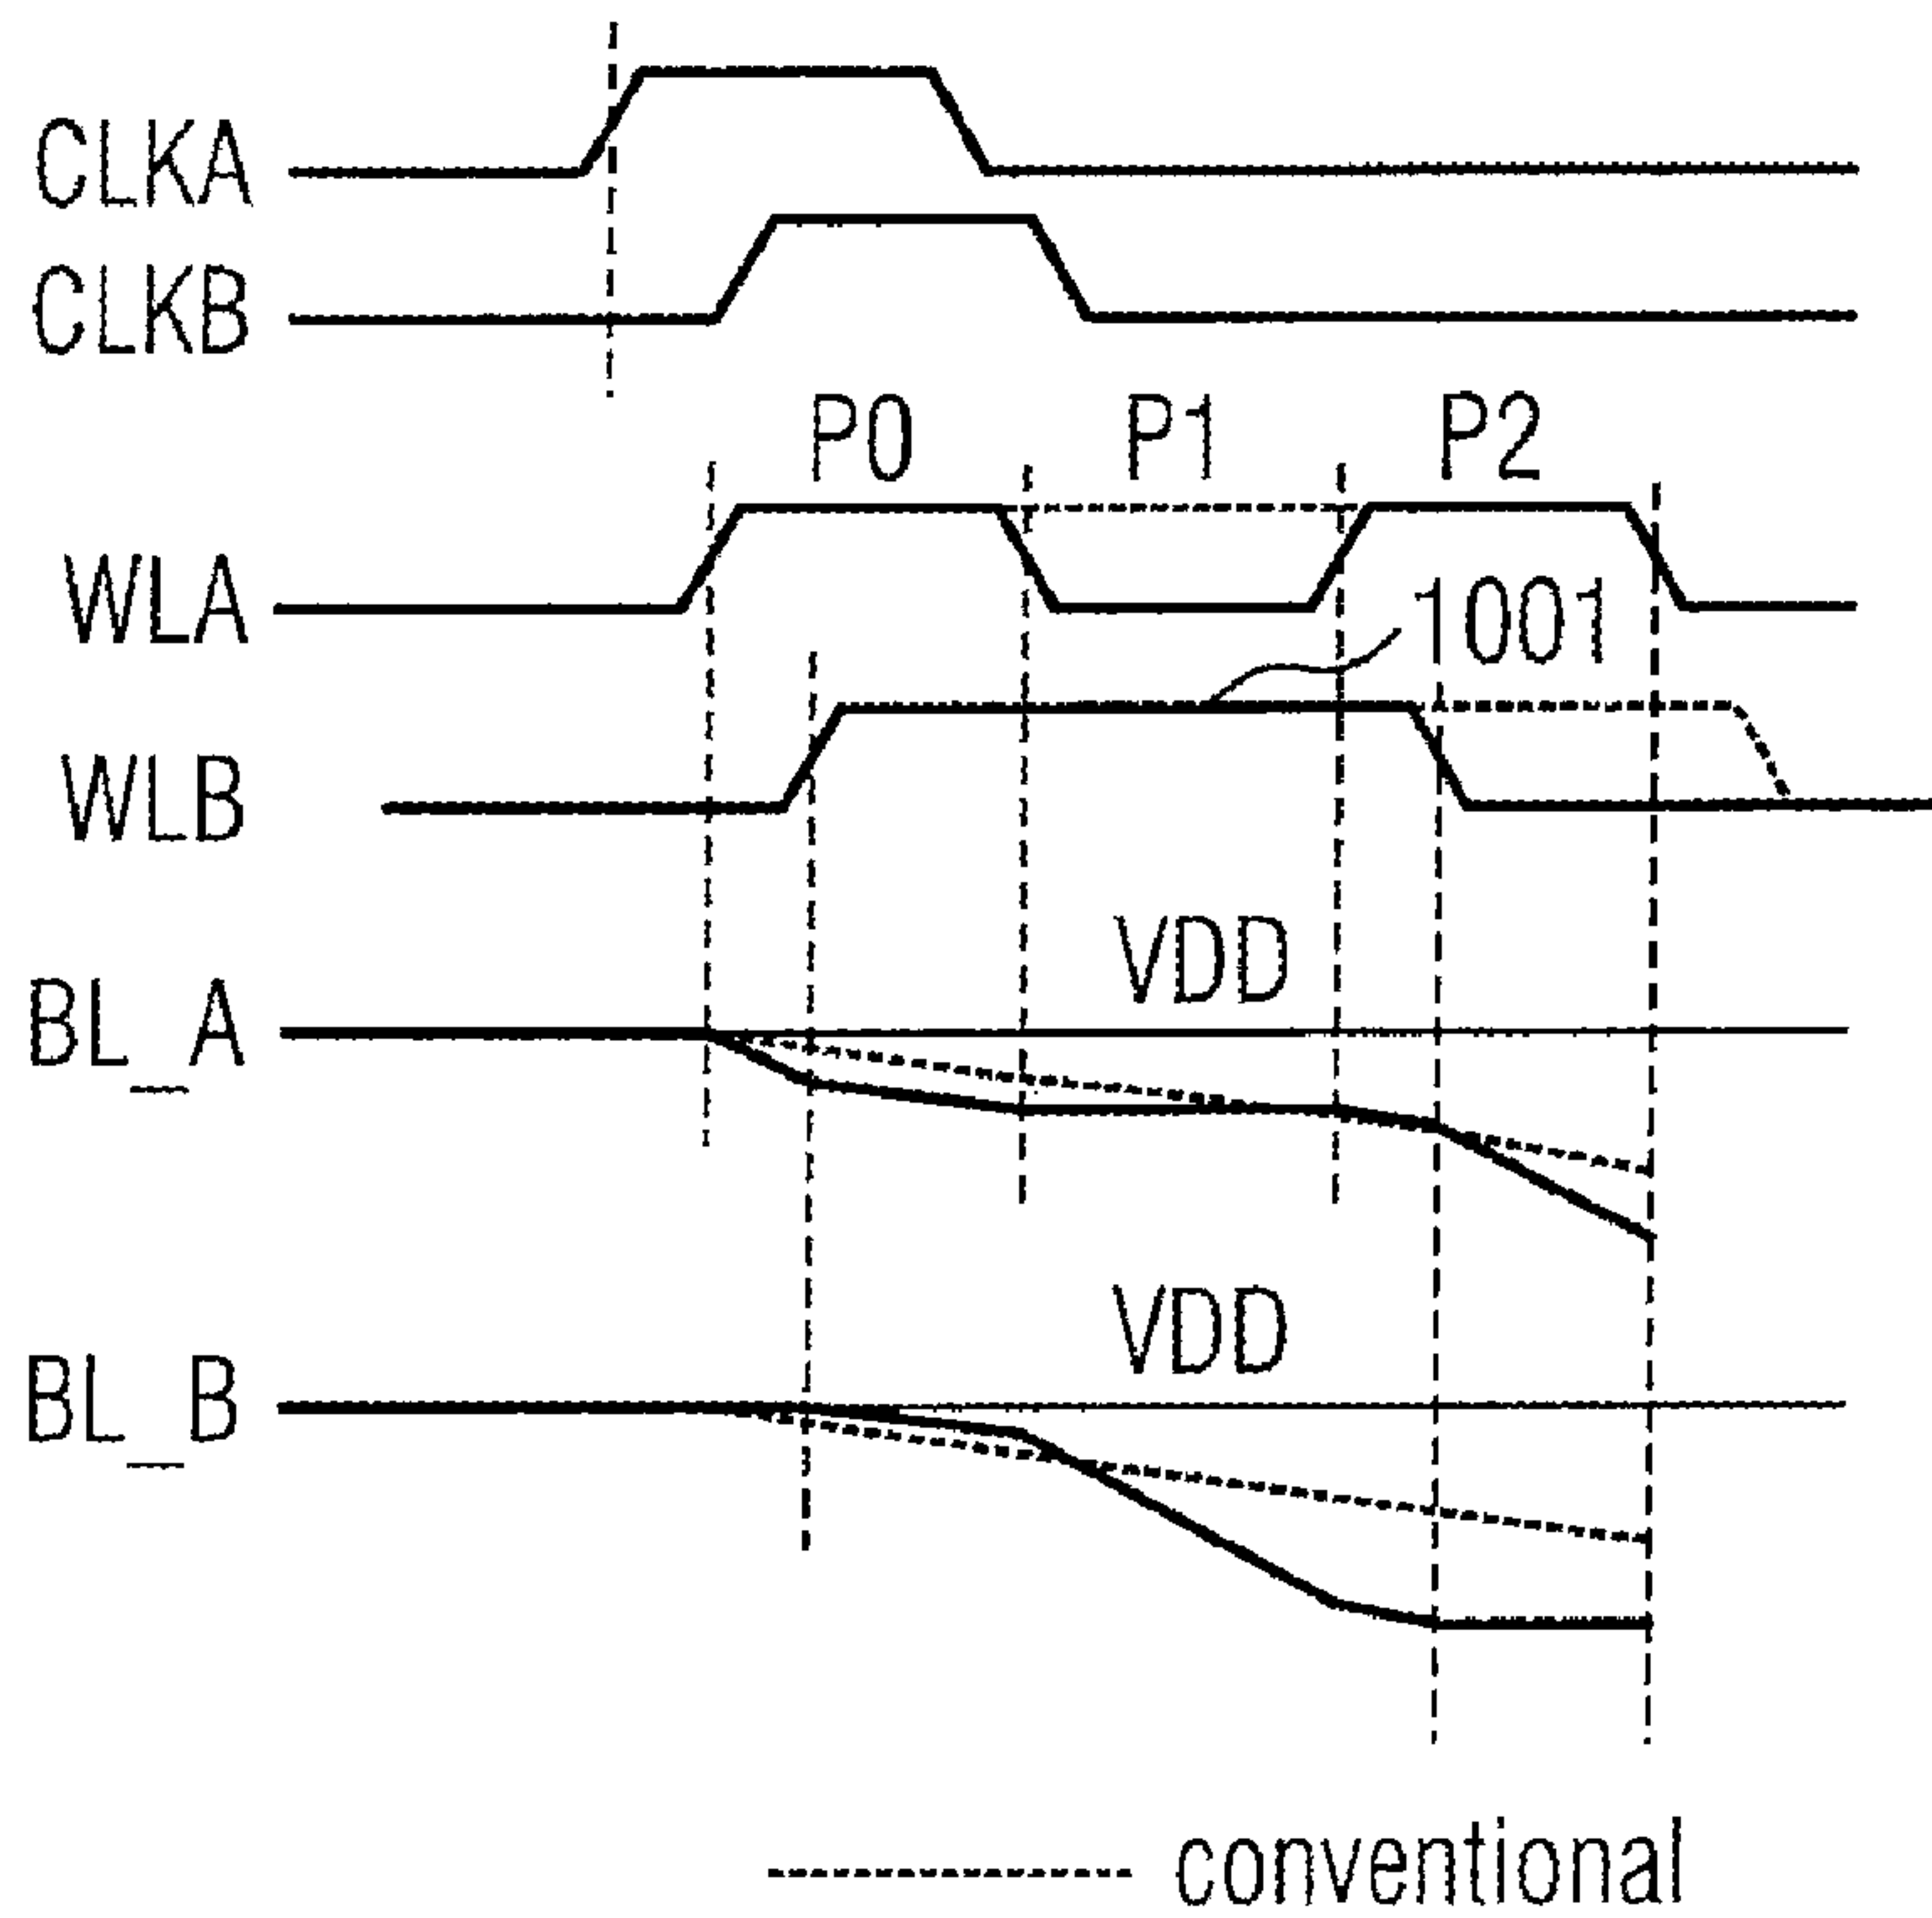 CLKA
CLKB
P0 P1 P2
WLA
1001
WLB
VDD
BL_A
VDD
BL_B
conventional